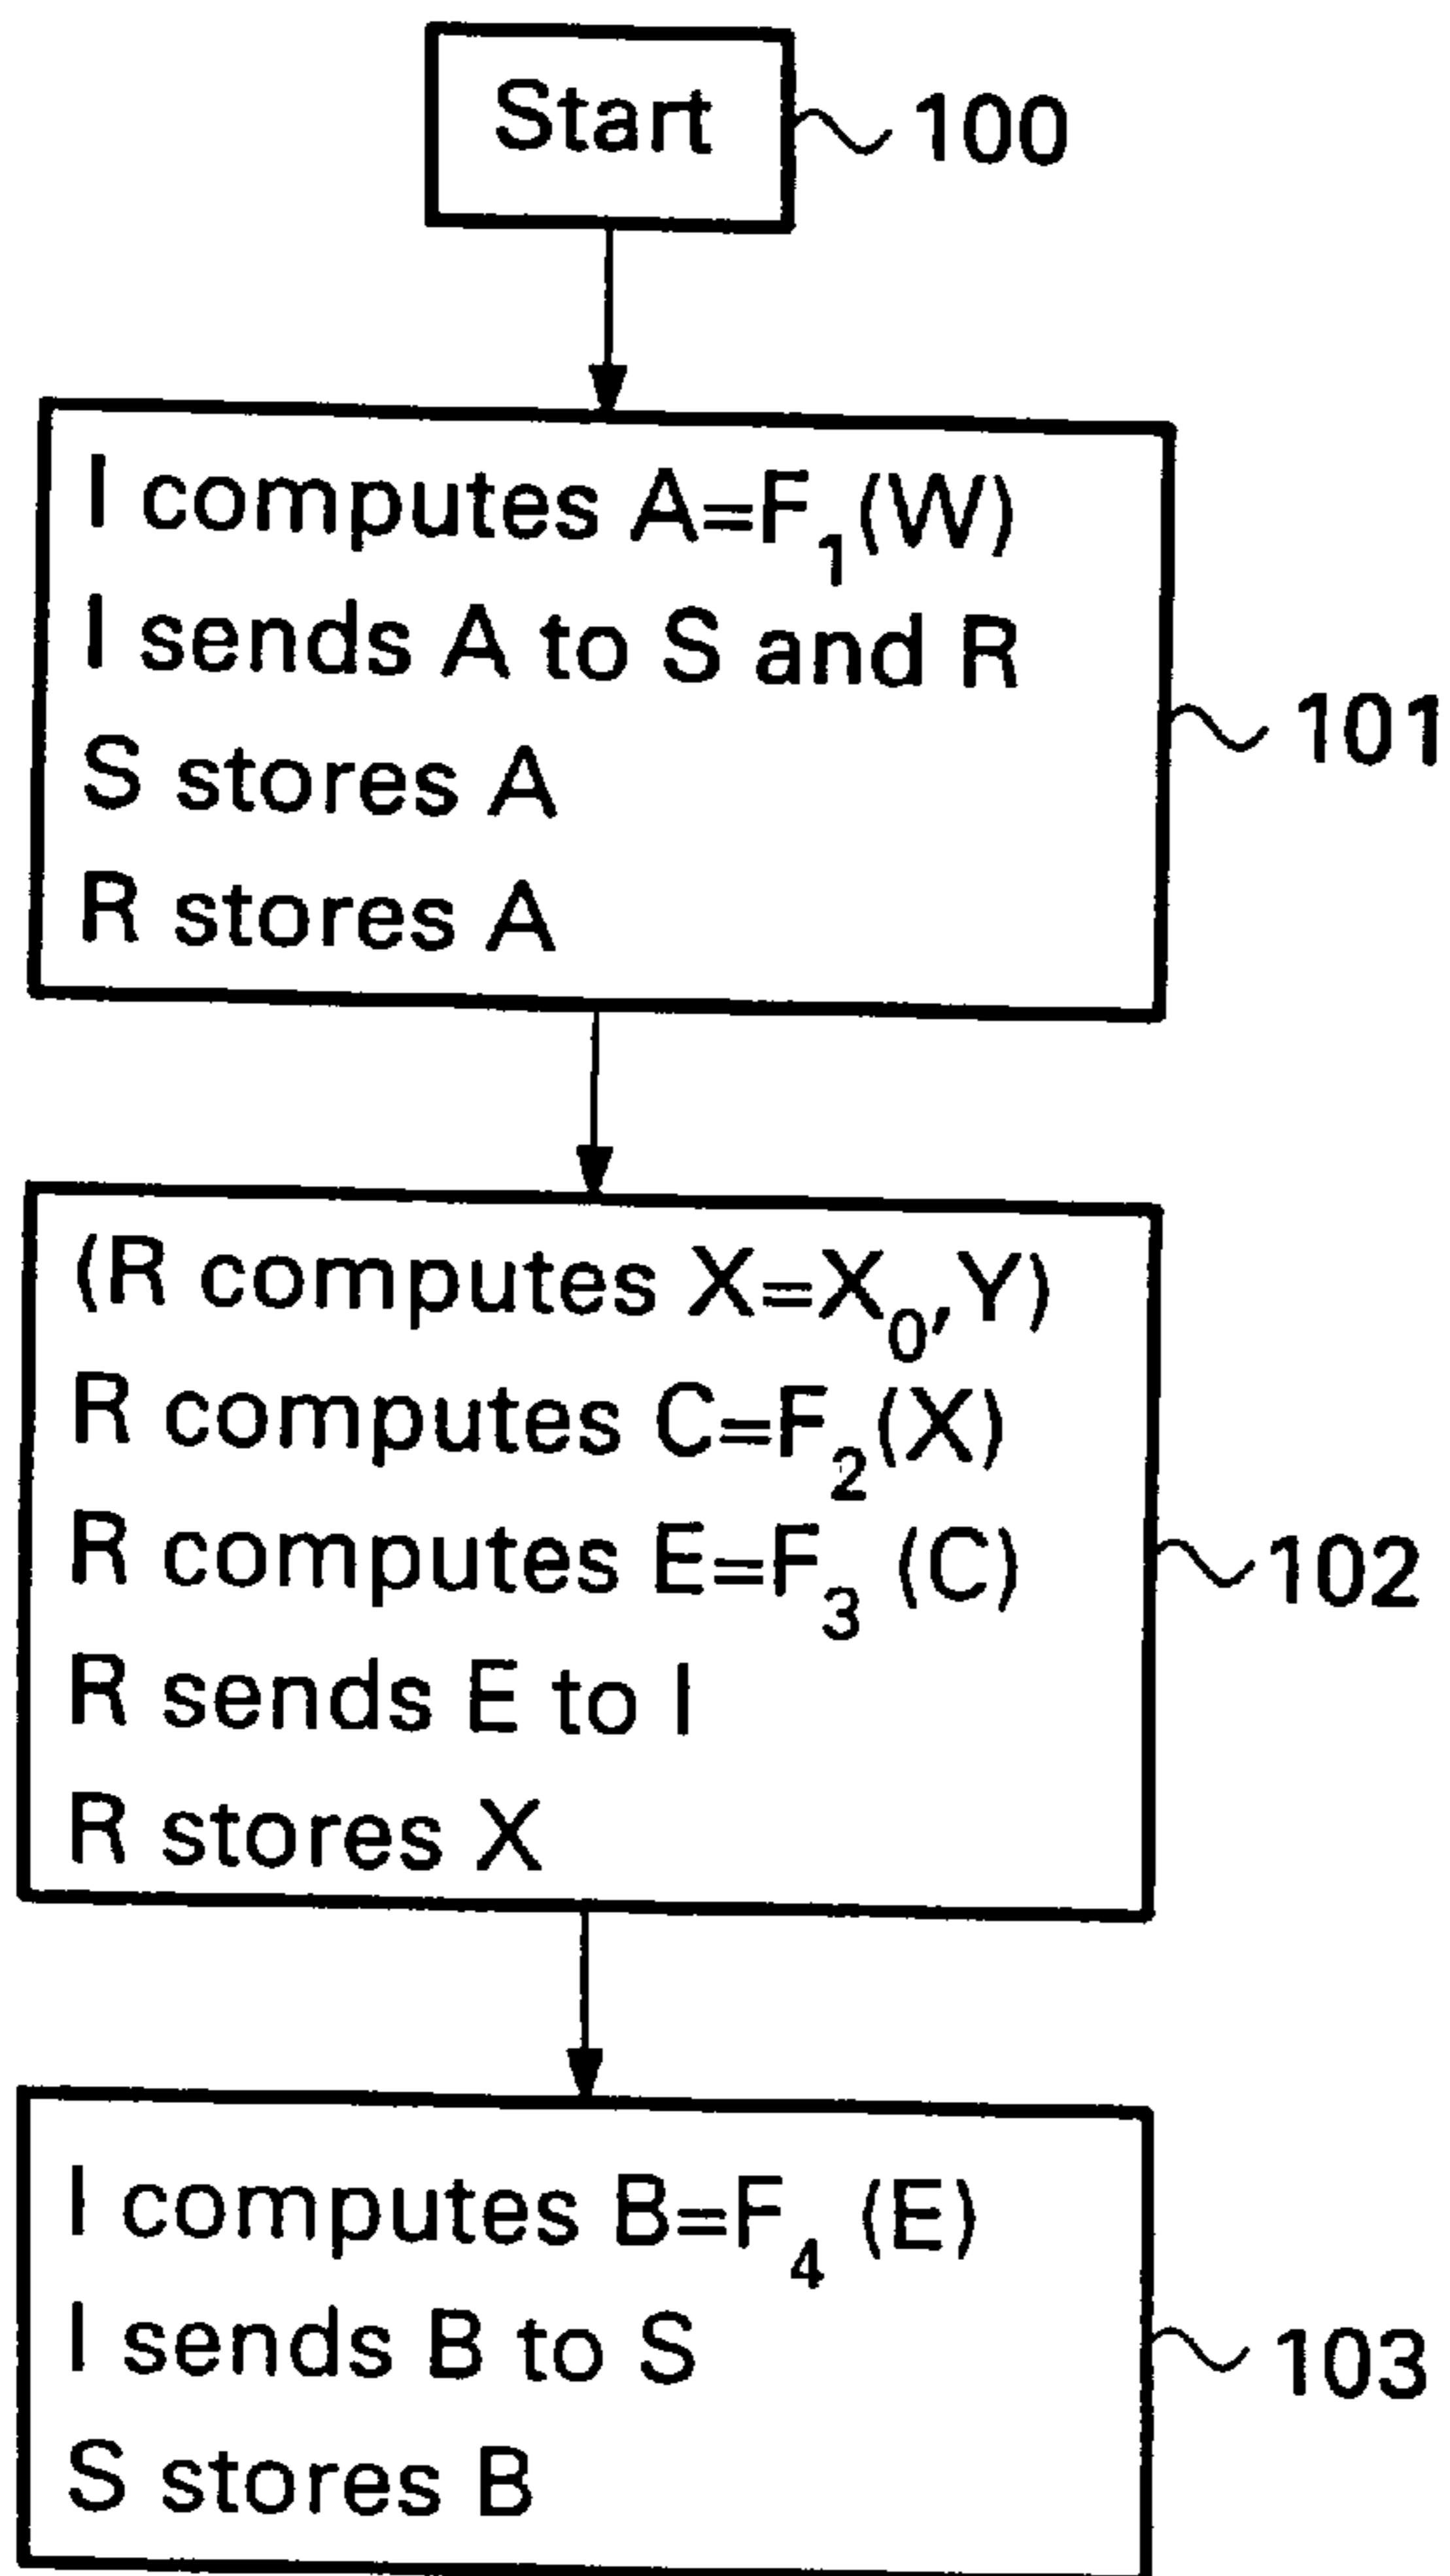 Start 100
I computes A=F₁(W)
I sends A to S and R
S stores A
R stores A
101
(R computes X=X₀,Y)
R computes C=F₂(X)
R computes E=F₃ (C)
R sends E to I
R stores X
102
I computes B=F₄ (E)
I sends B to S
S stores B
103